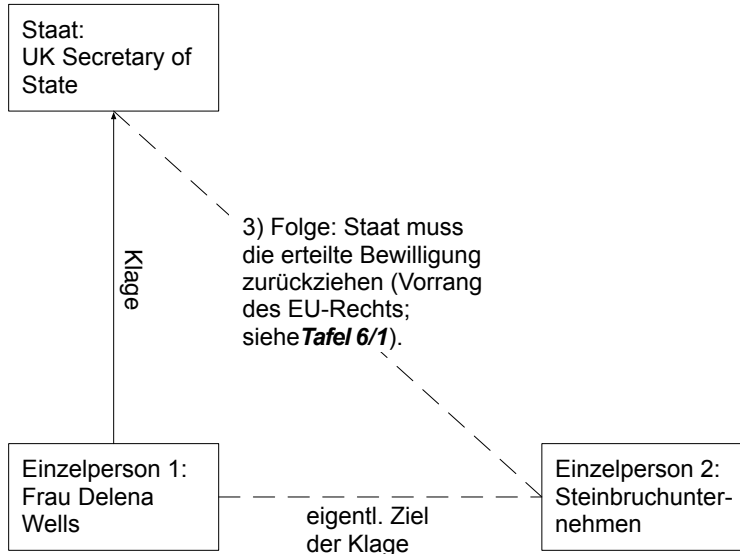 Staat:
UK Secretary of
State
Klage
3) Folge: Staat muss
die erteilte Bewilligung
zurückziehen (Vorrang
des EU-Rechts;
sieheTafel 6/1).
Einzelperson 1:
Frau Delena
Wells
eigentl. Ziel
der Klage
Einzelperson 2:
Steinbruchunter-
nehmen